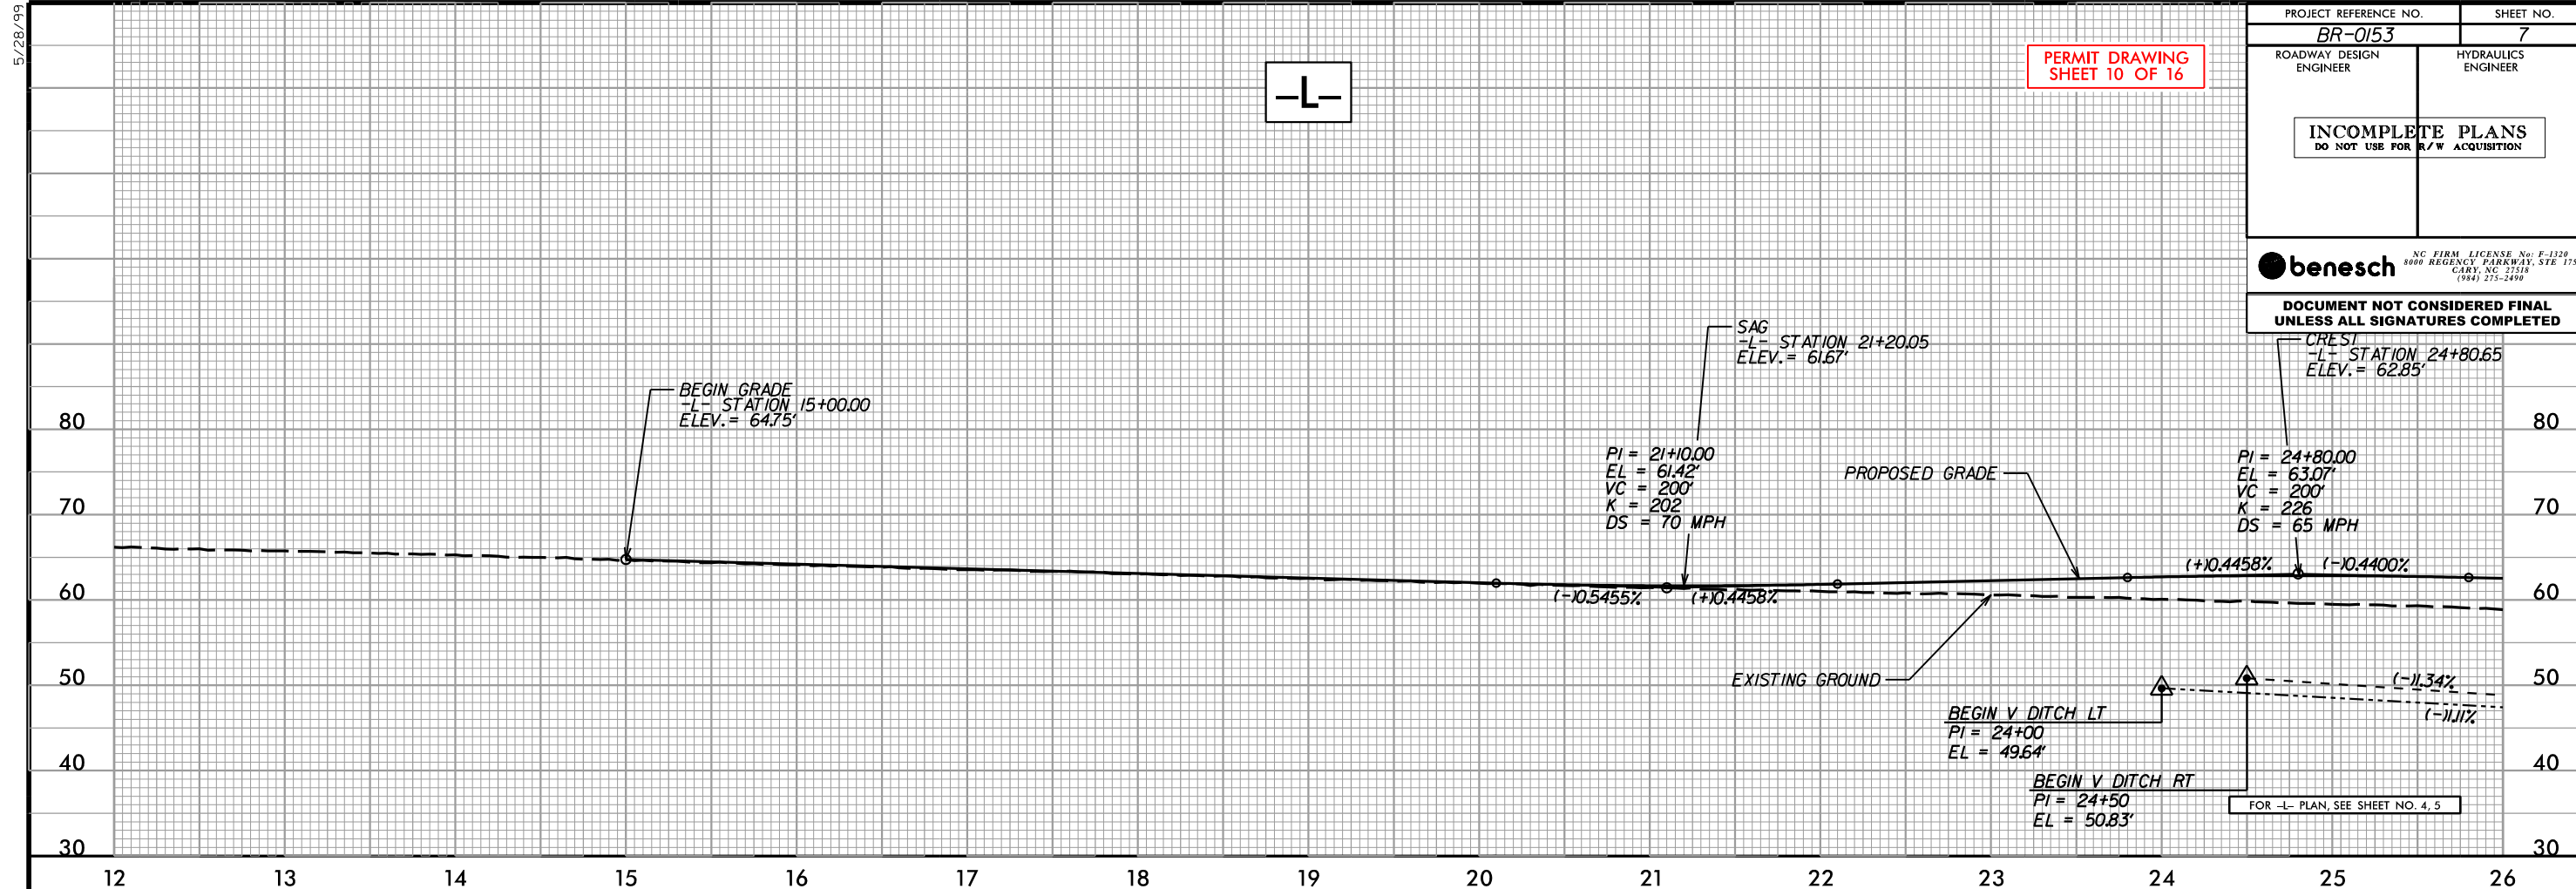 5/28/99
PROJECT REFERENCE NO.
SHEET NO.
BR-0153
7
ROADWAY DESIGN
ENGINEER
HYDRAULICS
ENGINEER
INCOMPLETE PLANS
DO NOT USE FOR R/W ACQUISITION
benesch
NC FIRM LICENSE No: F-1320
8000 REGENCY PARKWAY, STE 175
CARY, NC 27518
(984) 275-2490
DOCUMENT NOT CONSIDERED FINAL
UNLESS ALL SIGNATURES COMPLETED
PERMIT DRAWING
SHEET 10 OF 16
-L-
BEGIN GRADE
-L- STATION 15+00.00
ELEV. = 64.75'
SAG
-L- STATION 21+20.05
ELEV. = 61.67'
CREST
-L- STATION 24+80.65
ELEV. = 62.85'
PI = 21+10.00
EL = 61.42'
VC = 200'
K = 202
DS = 70 MPH
PROPOSED GRADE
PI = 24+80.00
EL = 63.07'
VC = 200'
K = 226
DS = 65 MPH
(-)0.5455%
(+)0.4458%
(+)0.4458%
(-)0.4400%
EXISTING GROUND
(-)1.34%
(-)1.11%
BEGIN V DITCH LT
PI = 24+00
EL = 49.64'
BEGIN V DITCH RT
PI = 24+50
EL = 50.83'
FOR -L- PLAN, SEE SHEET NO. 4, 5
80
70
60
50
40
30
80
70
60
50
40
30
12 13 14 15 16 17 18 19 20 21 22 23 24 25 26